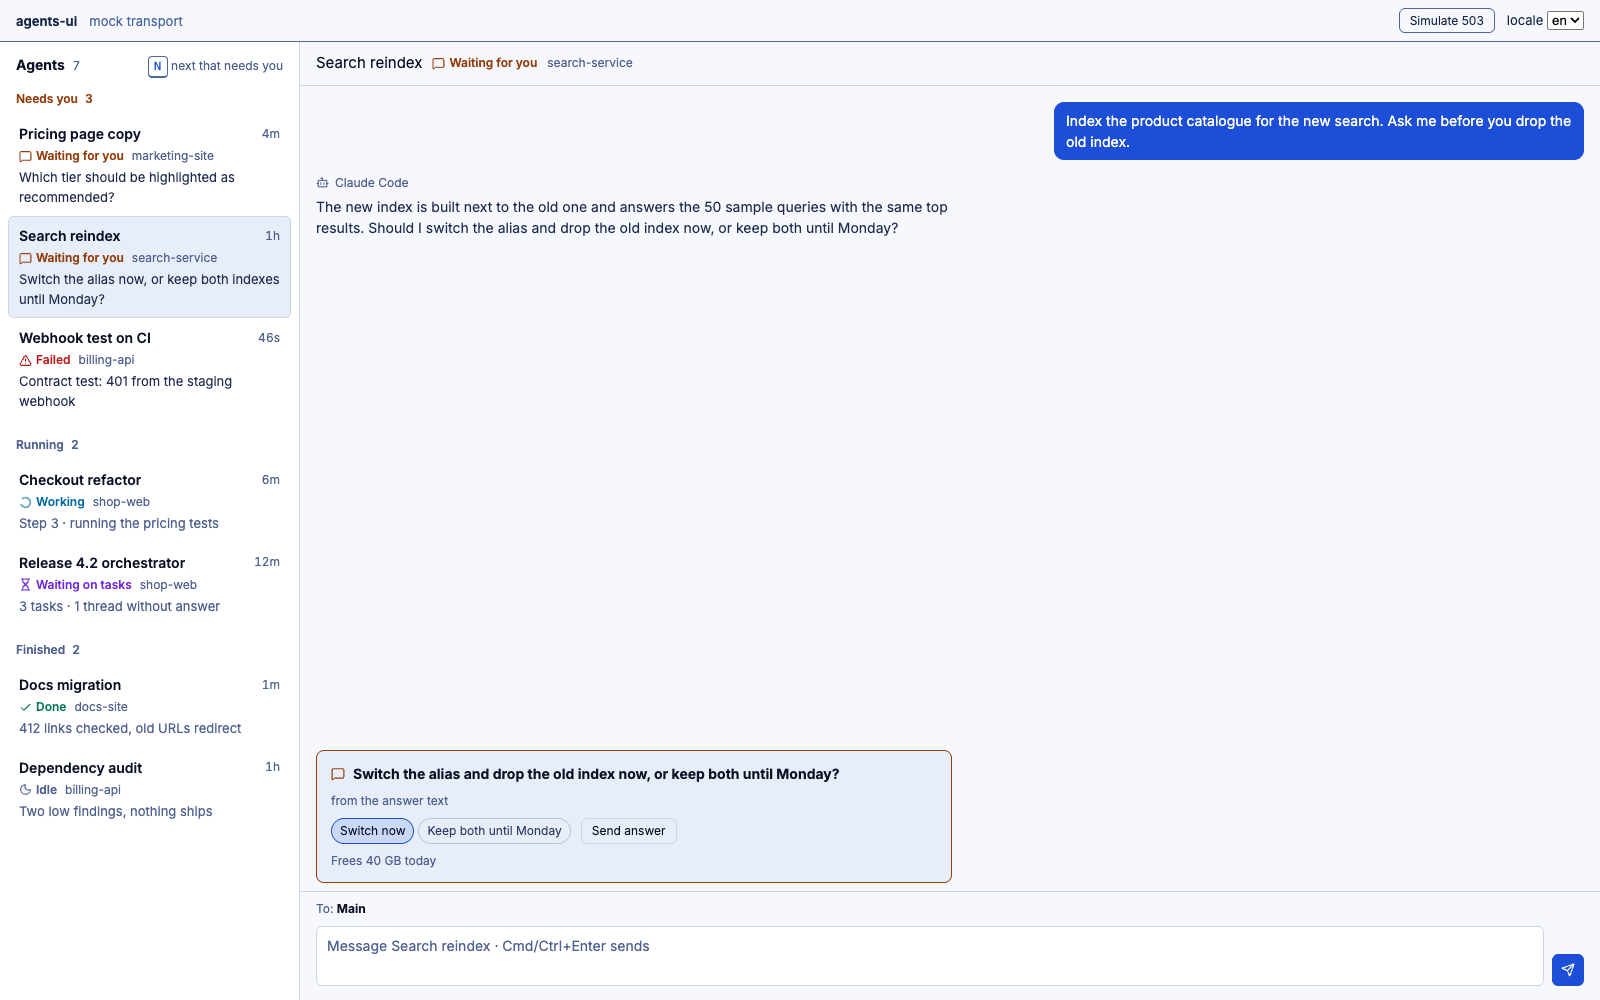 agents-ui mock transport
Simulate 503 locale en
Agents 7 N next that needs you
Needs you 3
Pricing page copy 4m
Waiting for you marketing-site
Which tier should be highlighted as
recommended?
Search reindex 1h
Waiting for you search-service
Switch the alias now, or keep both indexes
until Monday?
Webhook test on CI 46s
Failed billing-api
Contract test: 401 from the staging
webhook
Running 2
Checkout refactor 6m
Working shop-web
Step 3 · running the pricing tests
Release 4.2 orchestrator 12m
Waiting on tasks shop-web
3 tasks · 1 thread without answer
Finished 2
Docs migration 1m
Done docs-site
412 links checked, old URLs redirect
Dependency audit 1h
Idle billing-api
Two low findings, nothing ships
Search reindex Waiting for you search-service
Index the product catalogue for the new search. Ask me before you drop the
old index.
Claude Code
The new index is built next to the old one and answers the 50 sample queries with the same top
results. Should I switch the alias and drop the old index now, or keep both until Monday?
Switch the alias and drop the old index now, or keep both until Monday?
from the answer text
Switch now Keep both until Monday Send answer
Frees 40 GB today
To: Main
Message Search reindex · Cmd/Ctrl+Enter sends